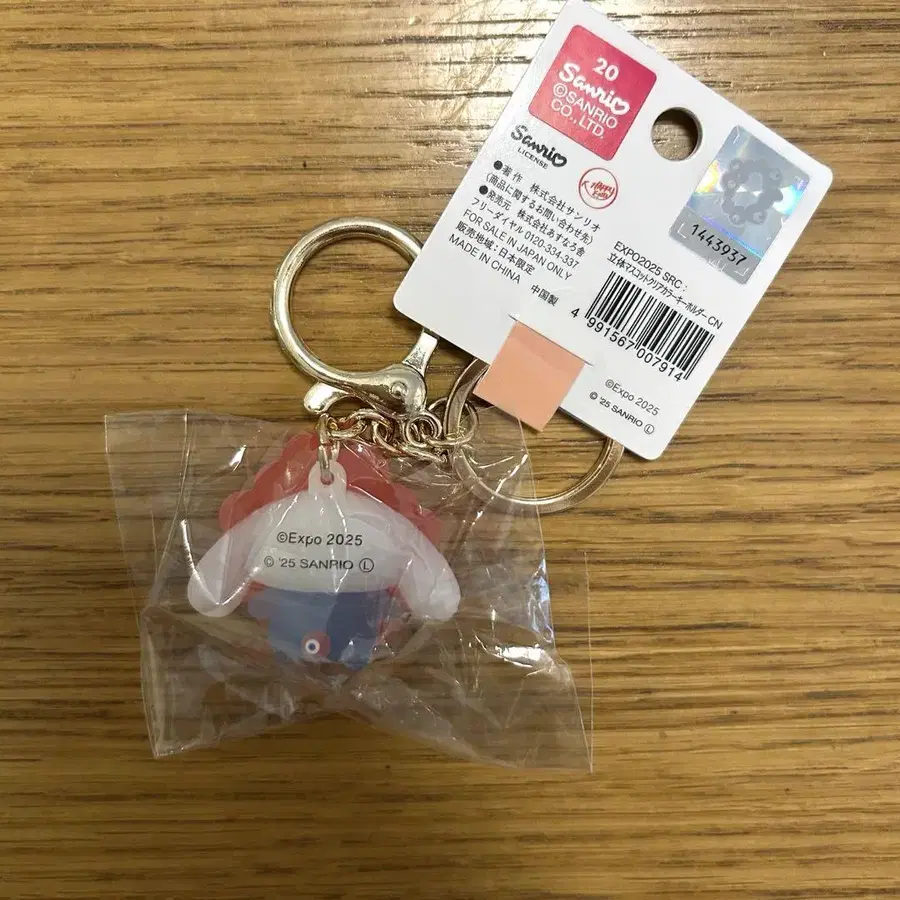 20
Sanrio
©SANRIO
CO.,LTD.
Sanrio
LICENSE
●著作 株式会社サンリオ
(商品に関するお問い合わせ先)
●発売元 株式会社あすなろ舎
フリーダイヤル 0120-334-337
FOR SALE IN JAPAN ONLY
販売地域:日本限定
MADE IN CHINA 中国製
1443937
EXPO2025 SRC:
立体マスコットクリアカラーキーホルダー CN
4 991567 007914
©Expo 2025
© '25 SANRIO Ⓛ
©Expo 2025
© '25 SANRIO Ⓛ